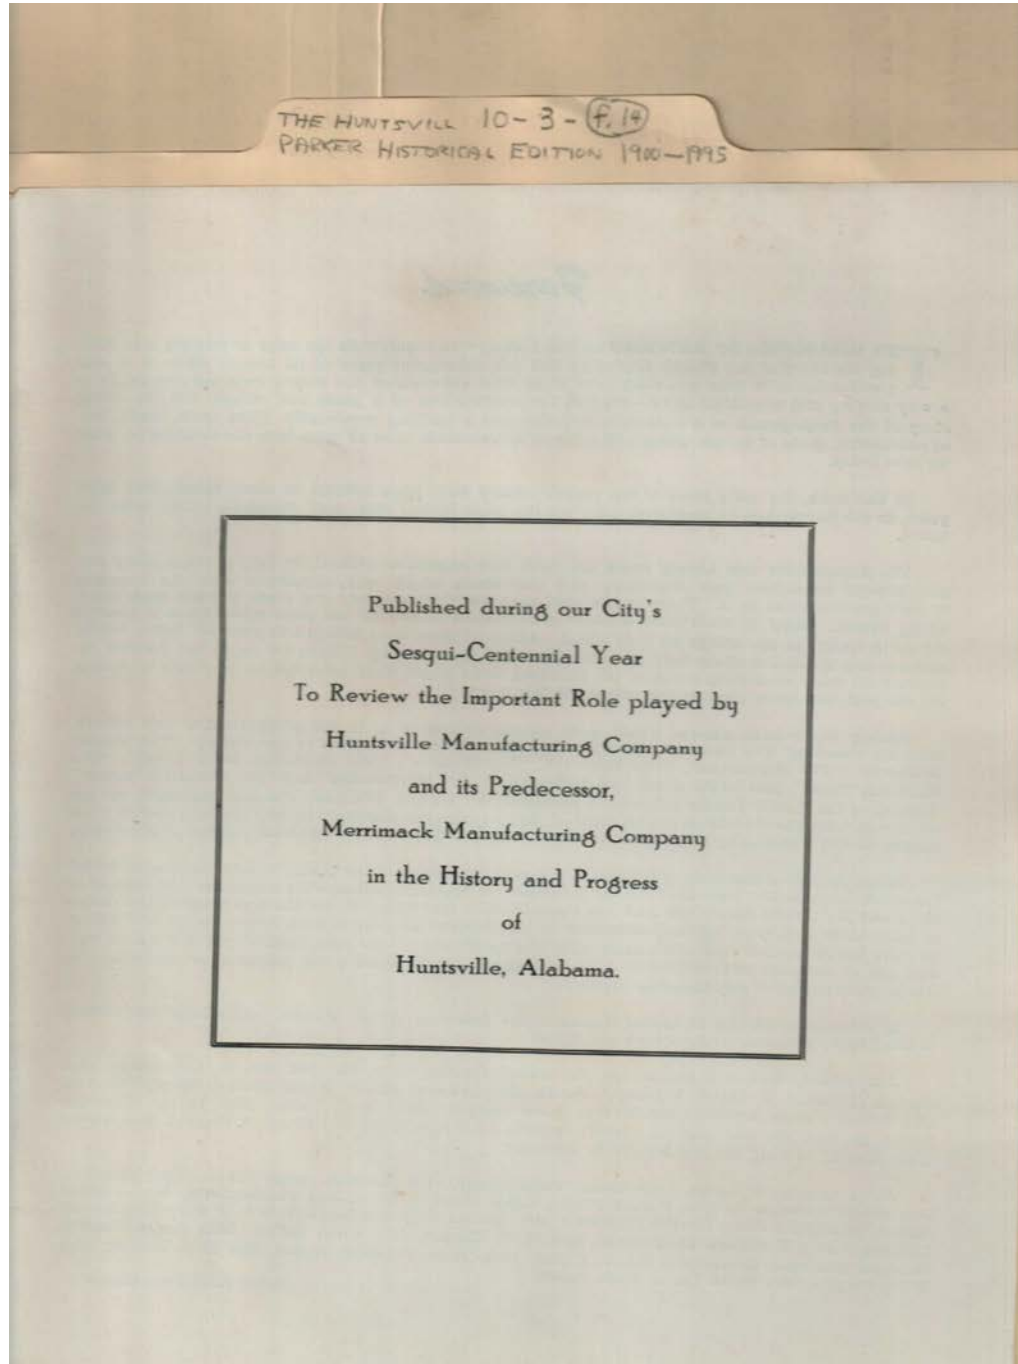 THE HUNTSVILL 10-3-f.14
PARKER HISTORICAL EDITION 1900-1995
Published during our City's
Sesqui-Centennial Year
To Review the Important Role played by
Huntsville Manufacturing Company
and its Predecessor,
Merrimack Manufacturing Company
in the History and Progress
of
Huntsville, Alabama.